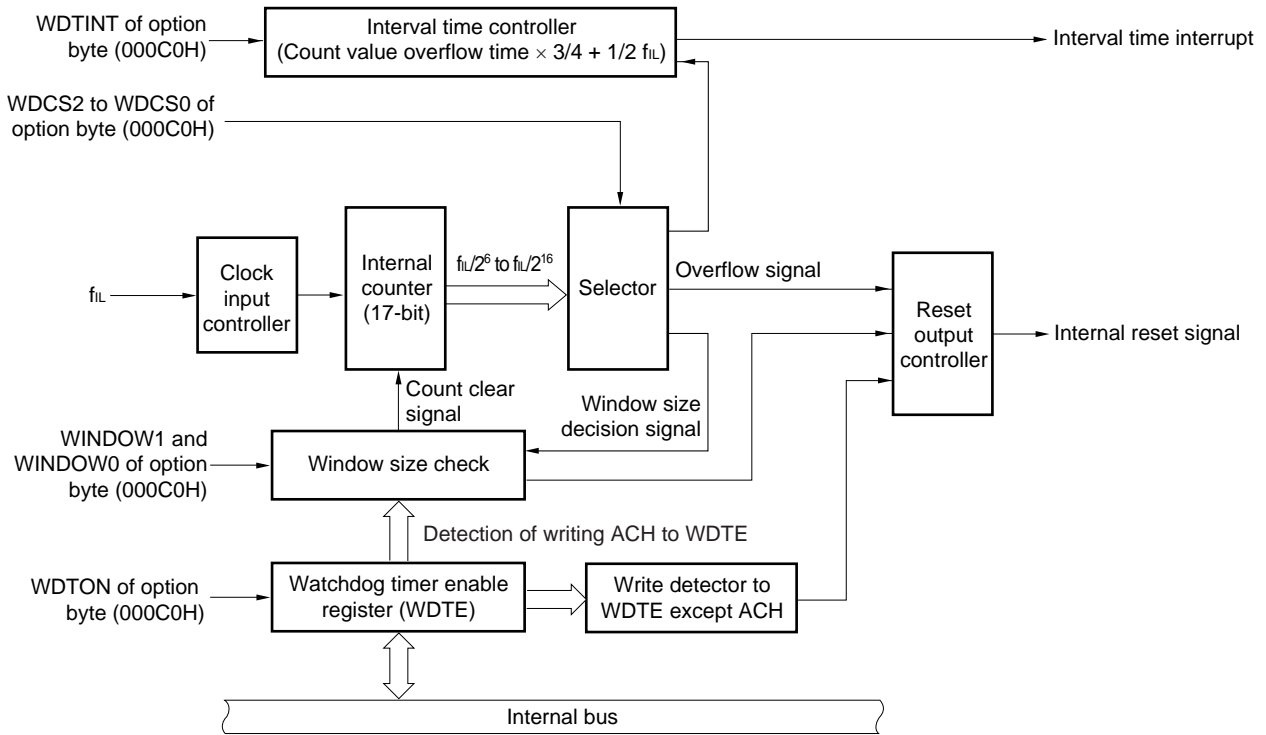 WDTINT of option
byte (000C0H)
Interval time controller
(Count value overflow time × 3/4 + 1/2 fIL)
Interval time interrupt
WDCS2 to WDCS0 of
option byte (000C0H)
fIL
Clock
input
controller
Internal
counter
(17-bit)
fIL/2⁶ to fIL/2¹⁶
Selector
Overflow signal
Reset
output
controller
Internal reset signal
Count clear
signal
Window size
decision signal
WINDOW1 and
WINDOW0 of option
byte (000C0H)
Window size check
Detection of writing ACH to WDTE
WDTON of option
byte (000C0H)
Watchdog timer enable
register (WDTE)
Write detector to
WDTE except ACH
Internal bus